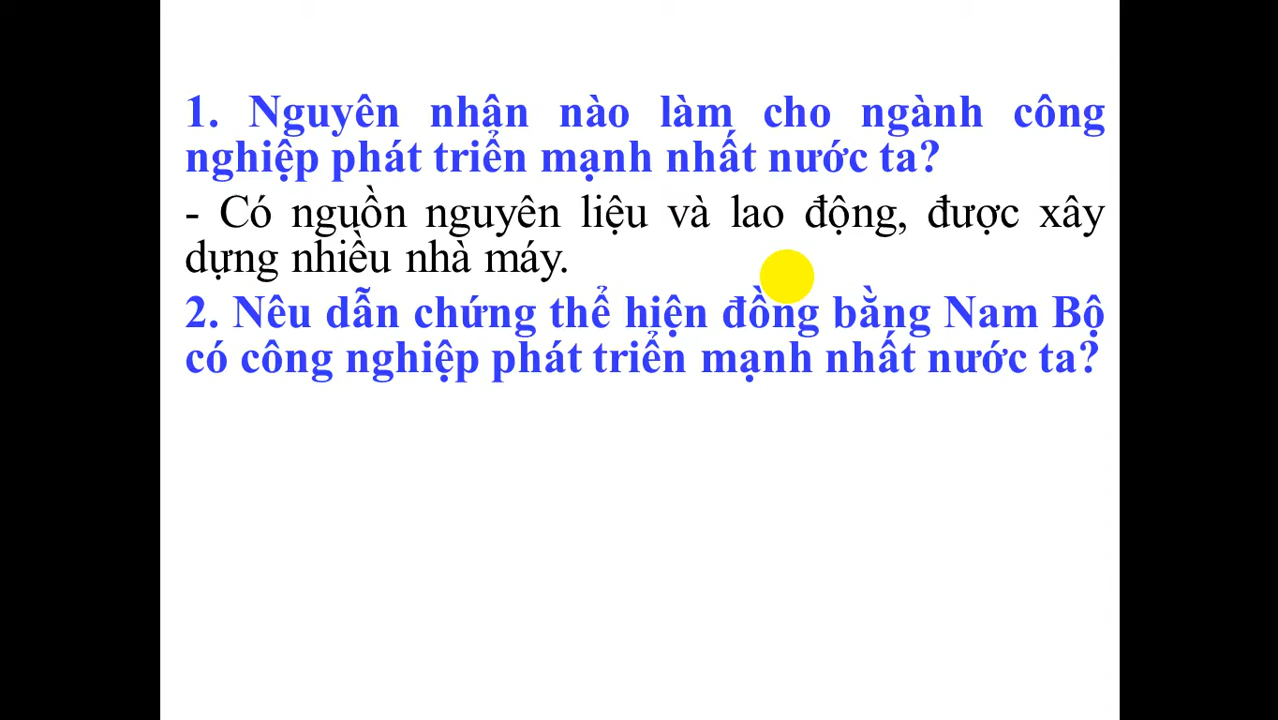 1. Nguyên nhân nào làm cho ngành công
nghiệp phát triển mạnh nhất nước ta?
- Có nguồn nguyên liệu và lao động, được xây
dựng nhiều nhà máy.
2. Nêu dẫn chứng thể hiện đồng bằng Nam Bộ
có công nghiệp phát triển mạnh nhất nước ta?